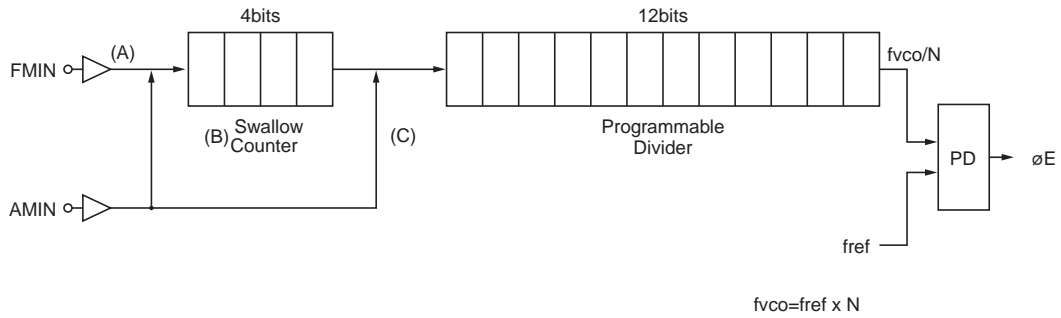 4bits
12bits
FMIN
(A)
fvco/N
(B)
Swallow
Counter
(C)
Programmable
Divider
PD
øE
AMIN
fref
fvco=fref x N